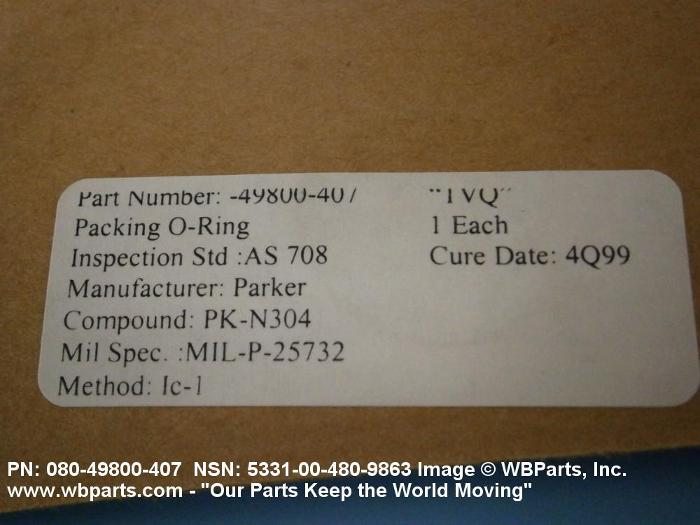 Part Number: -49800-407 "TVQ"
Packing O-Ring 1 Each
Inspection Std :AS 708 Cure Date: 4Q99
Manufacturer: Parker
Compound: PK-N304
Mil Spec. :MIL-P-25732
Method: Ic-1
PN: 080-49800-407 NSN: 5331-00-480-9863 Image © WBParts, Inc.
www.wbparts.com - "Our Parts Keep the World Moving"